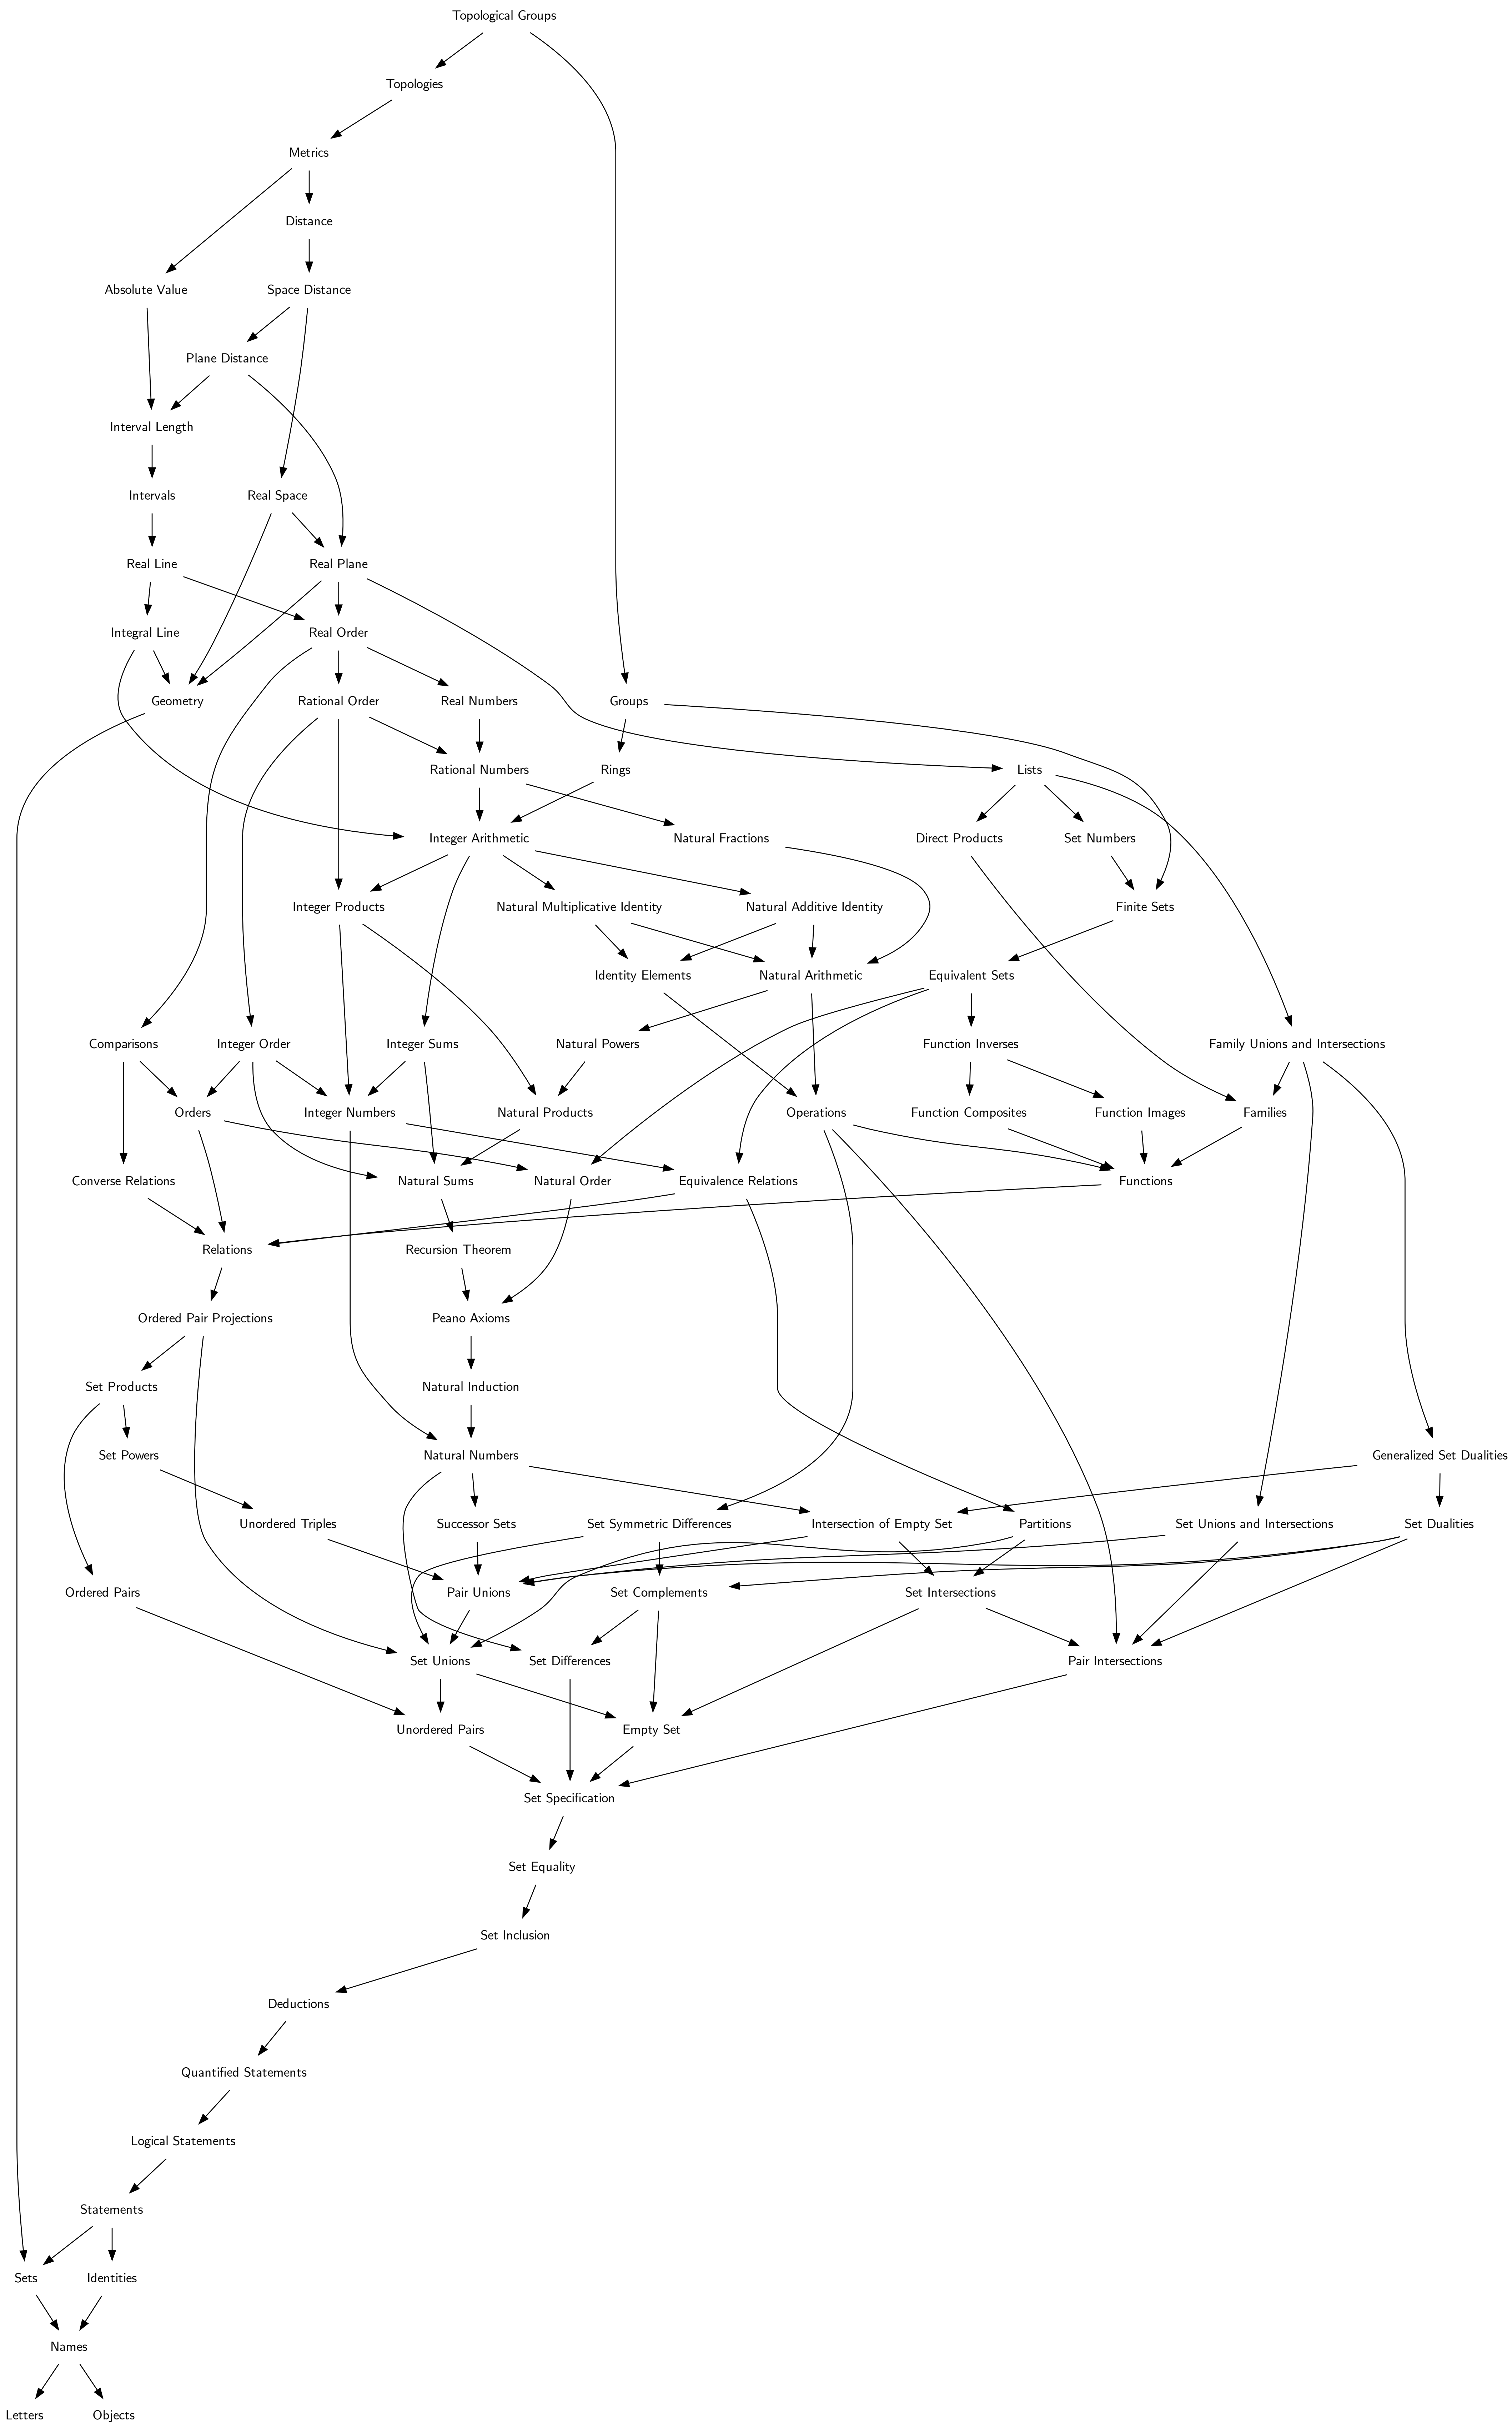 Topological Groups
Topologies
Metrics
Distance
Absolute Value
Space Distance
Plane Distance
Interval Length
Intervals
Real Space
Real Line
Real Plane
Integral Line
Real Order
Geometry
Rational Order
Real Numbers
Groups
Rational Numbers
Rings
Lists
Integer Arithmetic
Natural Fractions
Direct Products
Set Numbers
Integer Products
Natural Multiplicative Identity
Natural Additive Identity
Finite Sets
Identity Elements
Natural Arithmetic
Equivalent Sets
Comparisons
Integer Order
Integer Sums
Natural Powers
Function Inverses
Family Unions and Intersections
Orders
Integer Numbers
Natural Products
Operations
Function Composites
Function Images
Families
Converse Relations
Natural Sums
Natural Order
Equivalence Relations
Functions
Relations
Recursion Theorem
Ordered Pair Projections
Peano Axioms
Set Products
Natural Induction
Set Powers
Natural Numbers
Generalized Set Dualities
Unordered Triples
Successor Sets
Set Symmetric Differences
Intersection of Empty Set
Partitions
Set Unions and Intersections
Set Dualities
Ordered Pairs
Pair Unions
Set Complements
Set Intersections
Set Unions
Set Differences
Pair Intersections
Unordered Pairs
Empty Set
Set Specification
Set Equality
Set Inclusion
Deductions
Quantified Statements
Logical Statements
Statements
Sets
Identities
Names
Letters
Objects